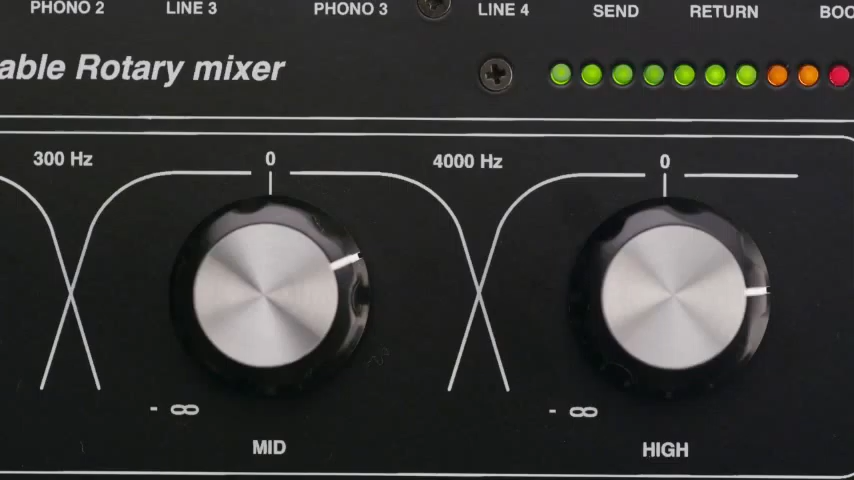 PHONO 2 LINE 3 PHONO 3 LINE 4 SEND RETURN BOO
able Rotary mixer
300 Hz 0 4000 Hz 0
- ∞ - ∞
MID HIGH